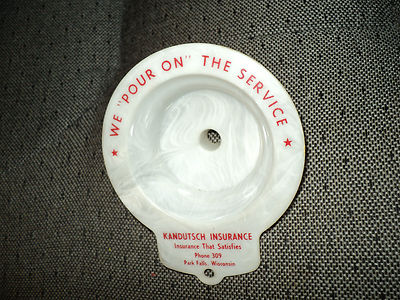 ★ WE "POUR ON" THE SERVICE ★
KANDUTSCH INSURANCE
Insurance That Satisfies
Phone 309
Park Falls, Wisconsin